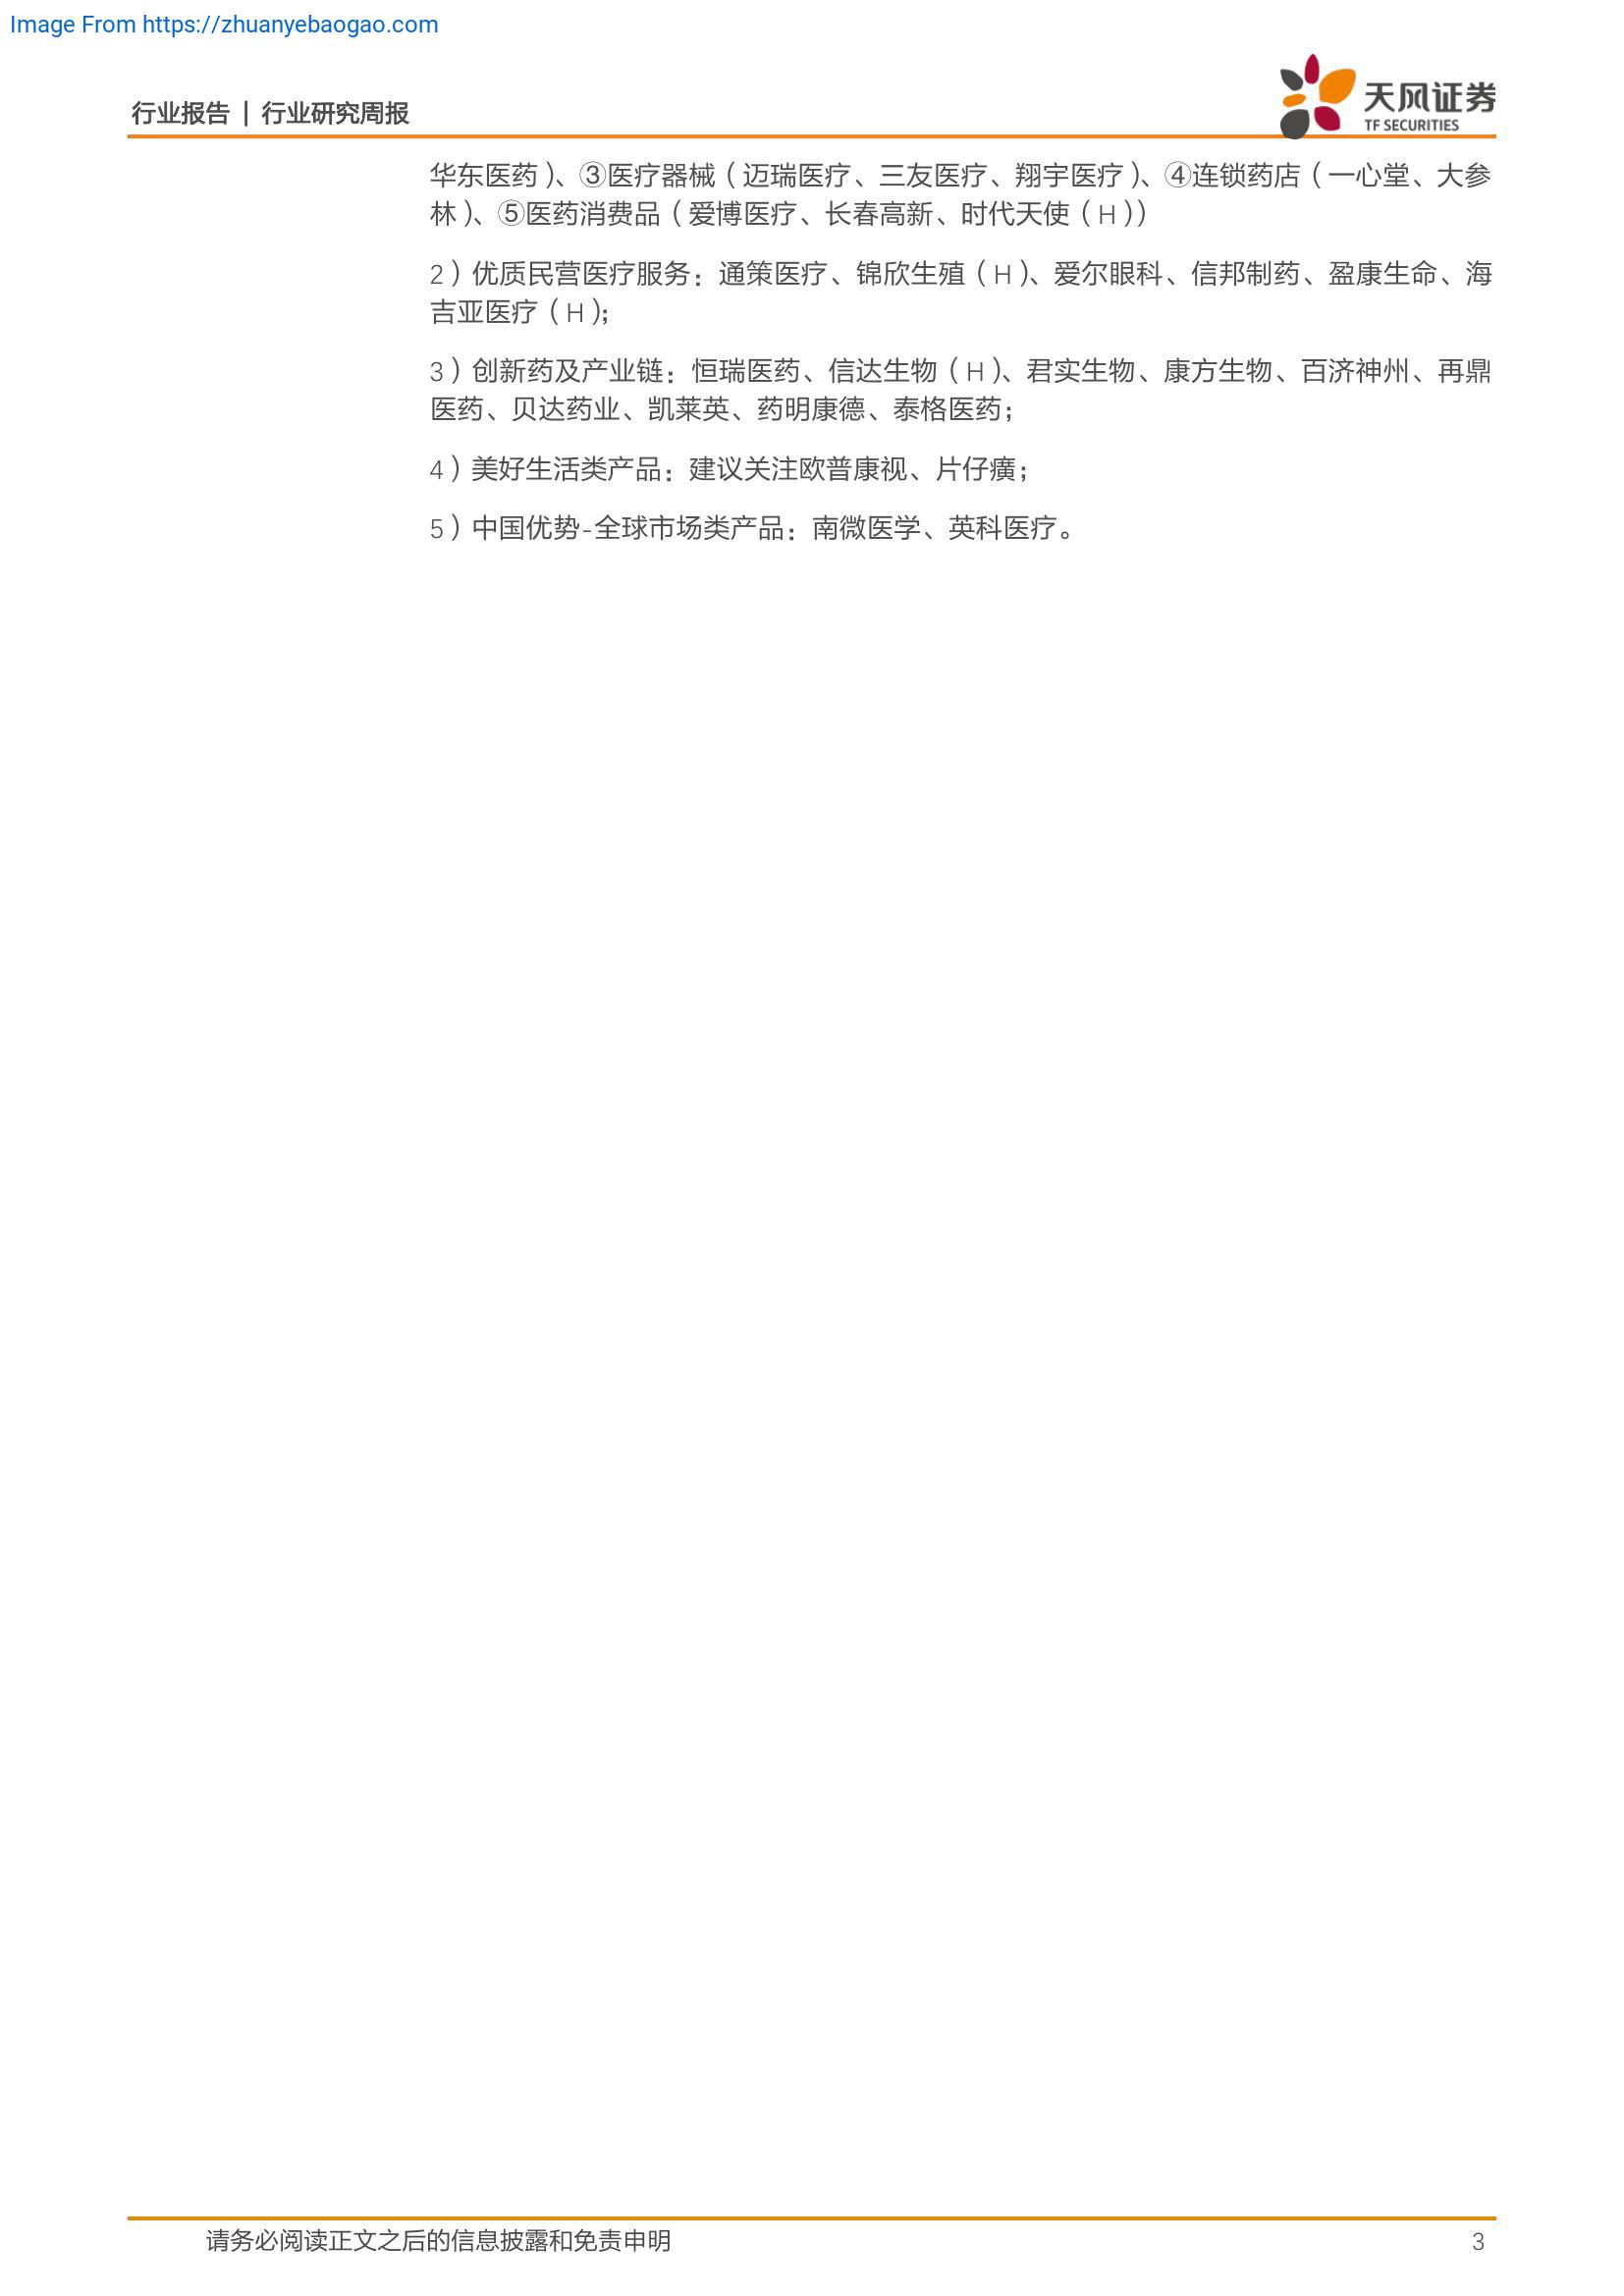 Image From https://zhuanyebaogao.com
行业报告 | 行业研究周报
天风证券
TF SECURITIES
华东医药）、③医疗器械（迈瑞医疗、三友医疗、翔宇医疗）、④连锁药店（一心堂、大参
林）、⑤医药消费品（爱博医疗、长春高新、时代天使（H））
2）优质民营医疗服务：通策医疗、锦欣生殖（H）、爱尔眼科、信邦制药、盈康生命、海
吉亚医疗（H）；
3）创新药及产业链：恒瑞医药、信达生物（H）、君实生物、康方生物、百济神州、再鼎
医药、贝达药业、凯莱英、药明康德、泰格医药；
4）美好生活类产品：建议关注欧普康视、片仔癀；
5）中国优势-全球市场类产品：南微医学、英科医疗。
请务必阅读正文之后的信息披露和免责申明
3